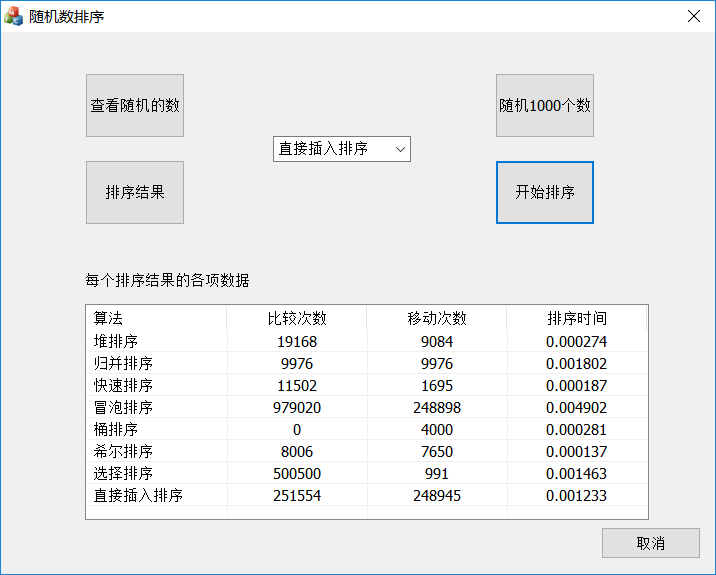 随机数排序
查看随机的数
随机1000个数
直接插入排序
排序结果
开始排序
每个排序结果的各项数据
算法 比较次数 移动次数 排序时间
堆排序 19168 9084 0.000274
归并排序 9976 9976 0.001802
快速排序 11502 1695 0.000187
冒泡排序 979020 248898 0.004902
桶排序 0 4000 0.000281
希尔排序 8006 7650 0.000137
选择排序 500500 991 0.001463
直接插入排序 251554 248945 0.001233
取消